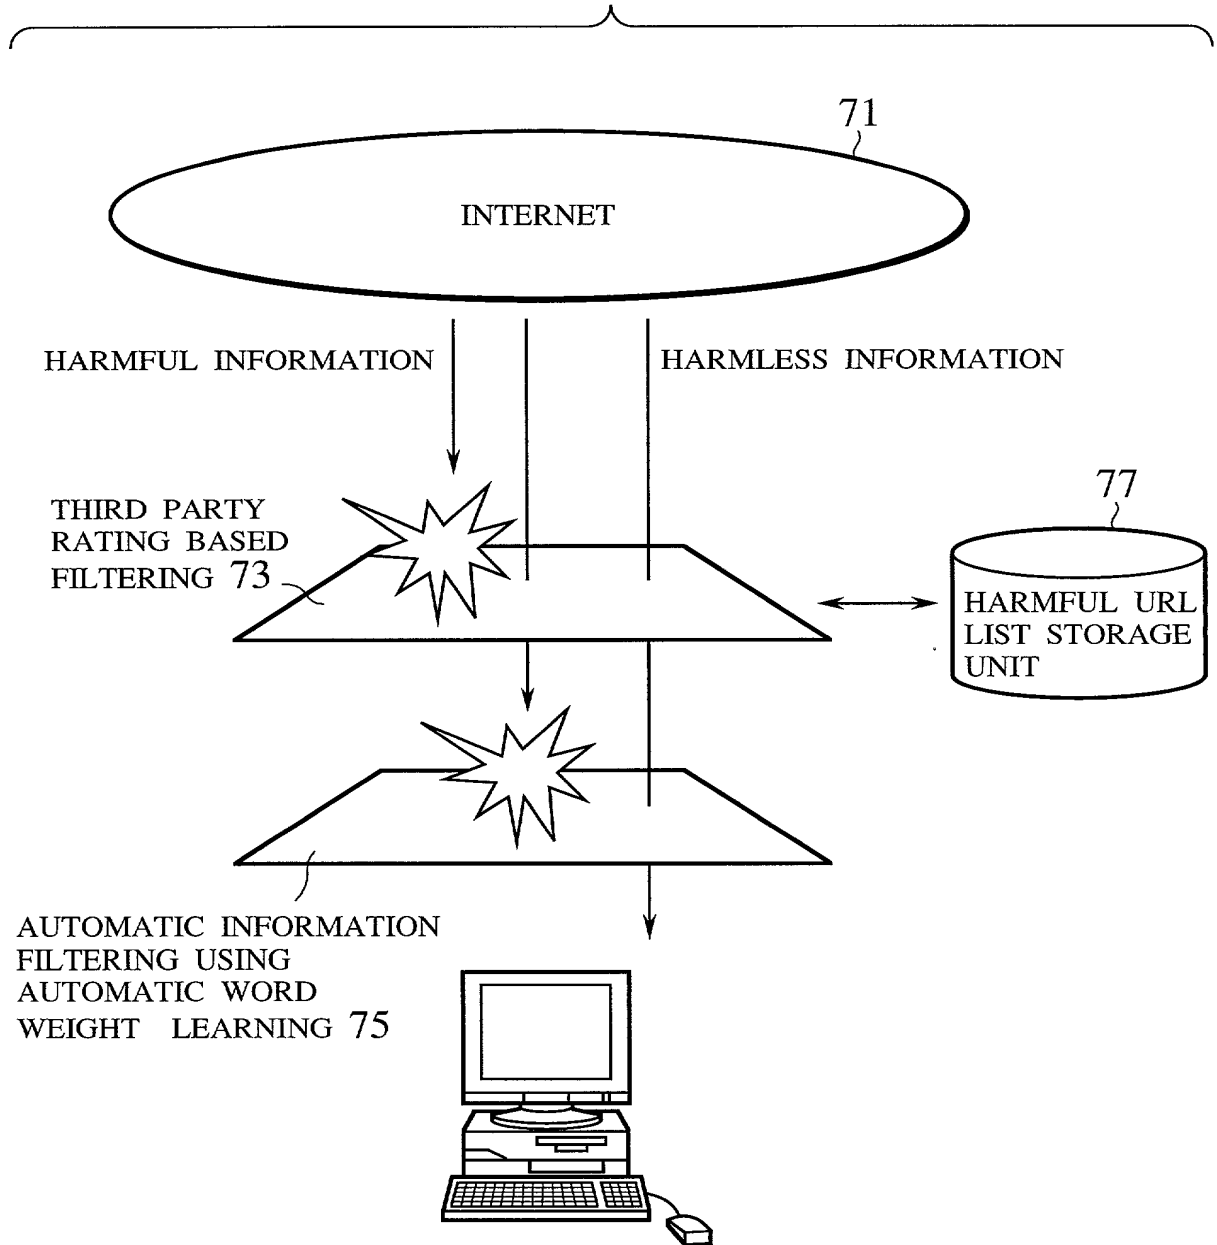 71
INTERNET
HARMFUL INFORMATION
HARMLESS INFORMATION
THIRD PARTY
RATING BASED
FILTERING 73
77
HARMFUL URL
LIST STORAGE
UNIT
AUTOMATIC INFORMATION
FILTERING USING
AUTOMATIC WORD
WEIGHT LEARNING 75